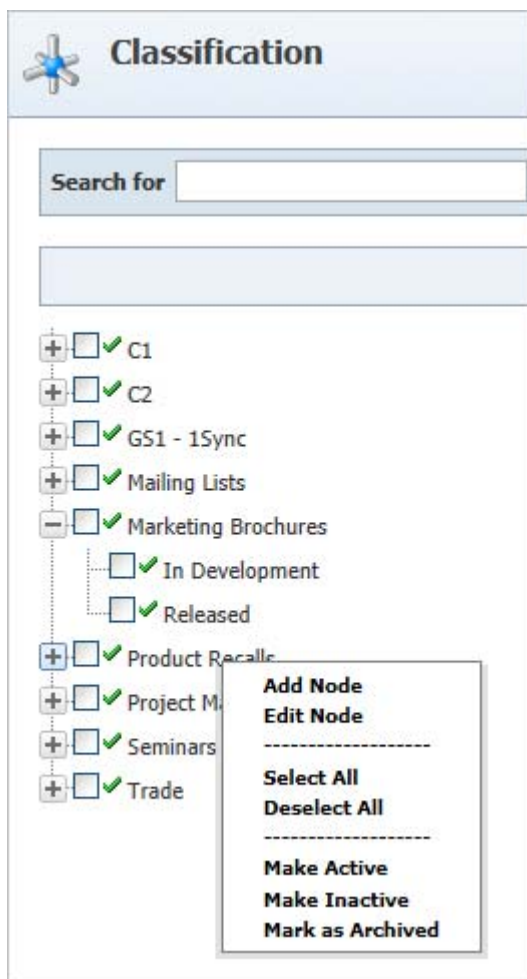 Classification
Search for
C1
C2
GS1 - 1Sync
Mailing Lists
Marketing Brochures
In Development
Released
Product Recalls
Project M
Seminars
Trade
Add Node
Edit Node
-------------------
Select All
Deselect All
-------------------
Make Active
Make Inactive
Mark as Archived